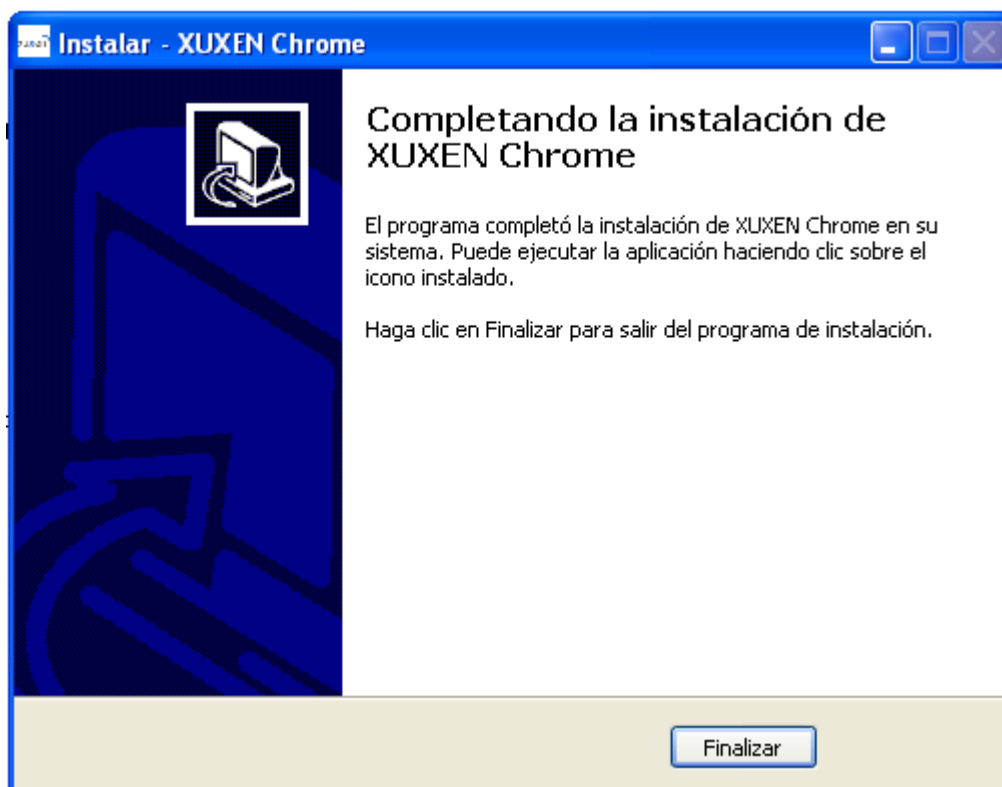 Instalar - XUXEN Chrome
Completando la instalación de
XUXEN Chrome
El programa completó la instalación de XUXEN Chrome en su
sistema. Puede ejecutar la aplicación haciendo clic sobre el
icono instalado.
Haga clic en Finalizar para salir del programa de instalación.
Finalizar